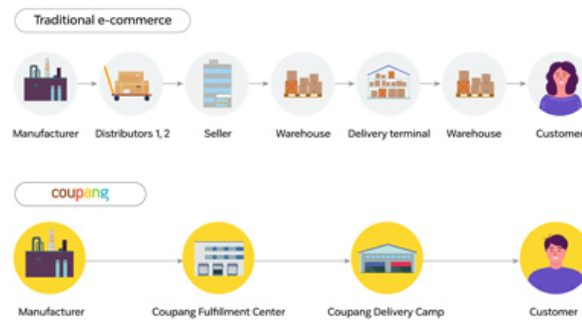 Traditional e-commerce
Manufacturer Distributors 1, 2 Seller Warehouse Delivery terminal Warehouse Customer
coupang
Manufacturer Coupang Fulfillment Center Coupang Delivery Camp Customer